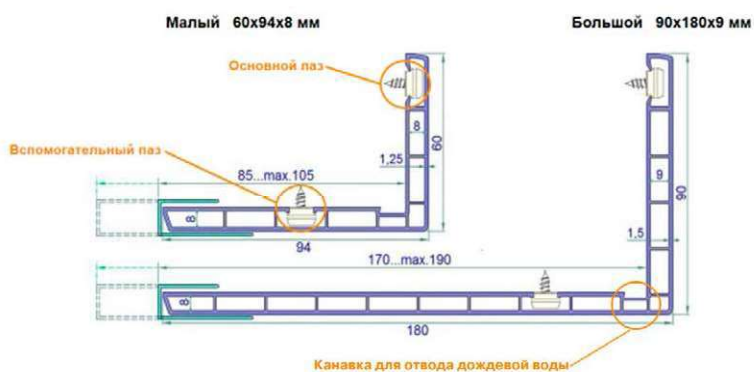 Малый 60x94x8 мм
Большой 90x180x9 мм
Основной паз
Вспомогательный паз
8
60
1,25
85...max.105
8
94
9
90
1,5
170...max.190
8
180
Канавка для отвода дождевой воды